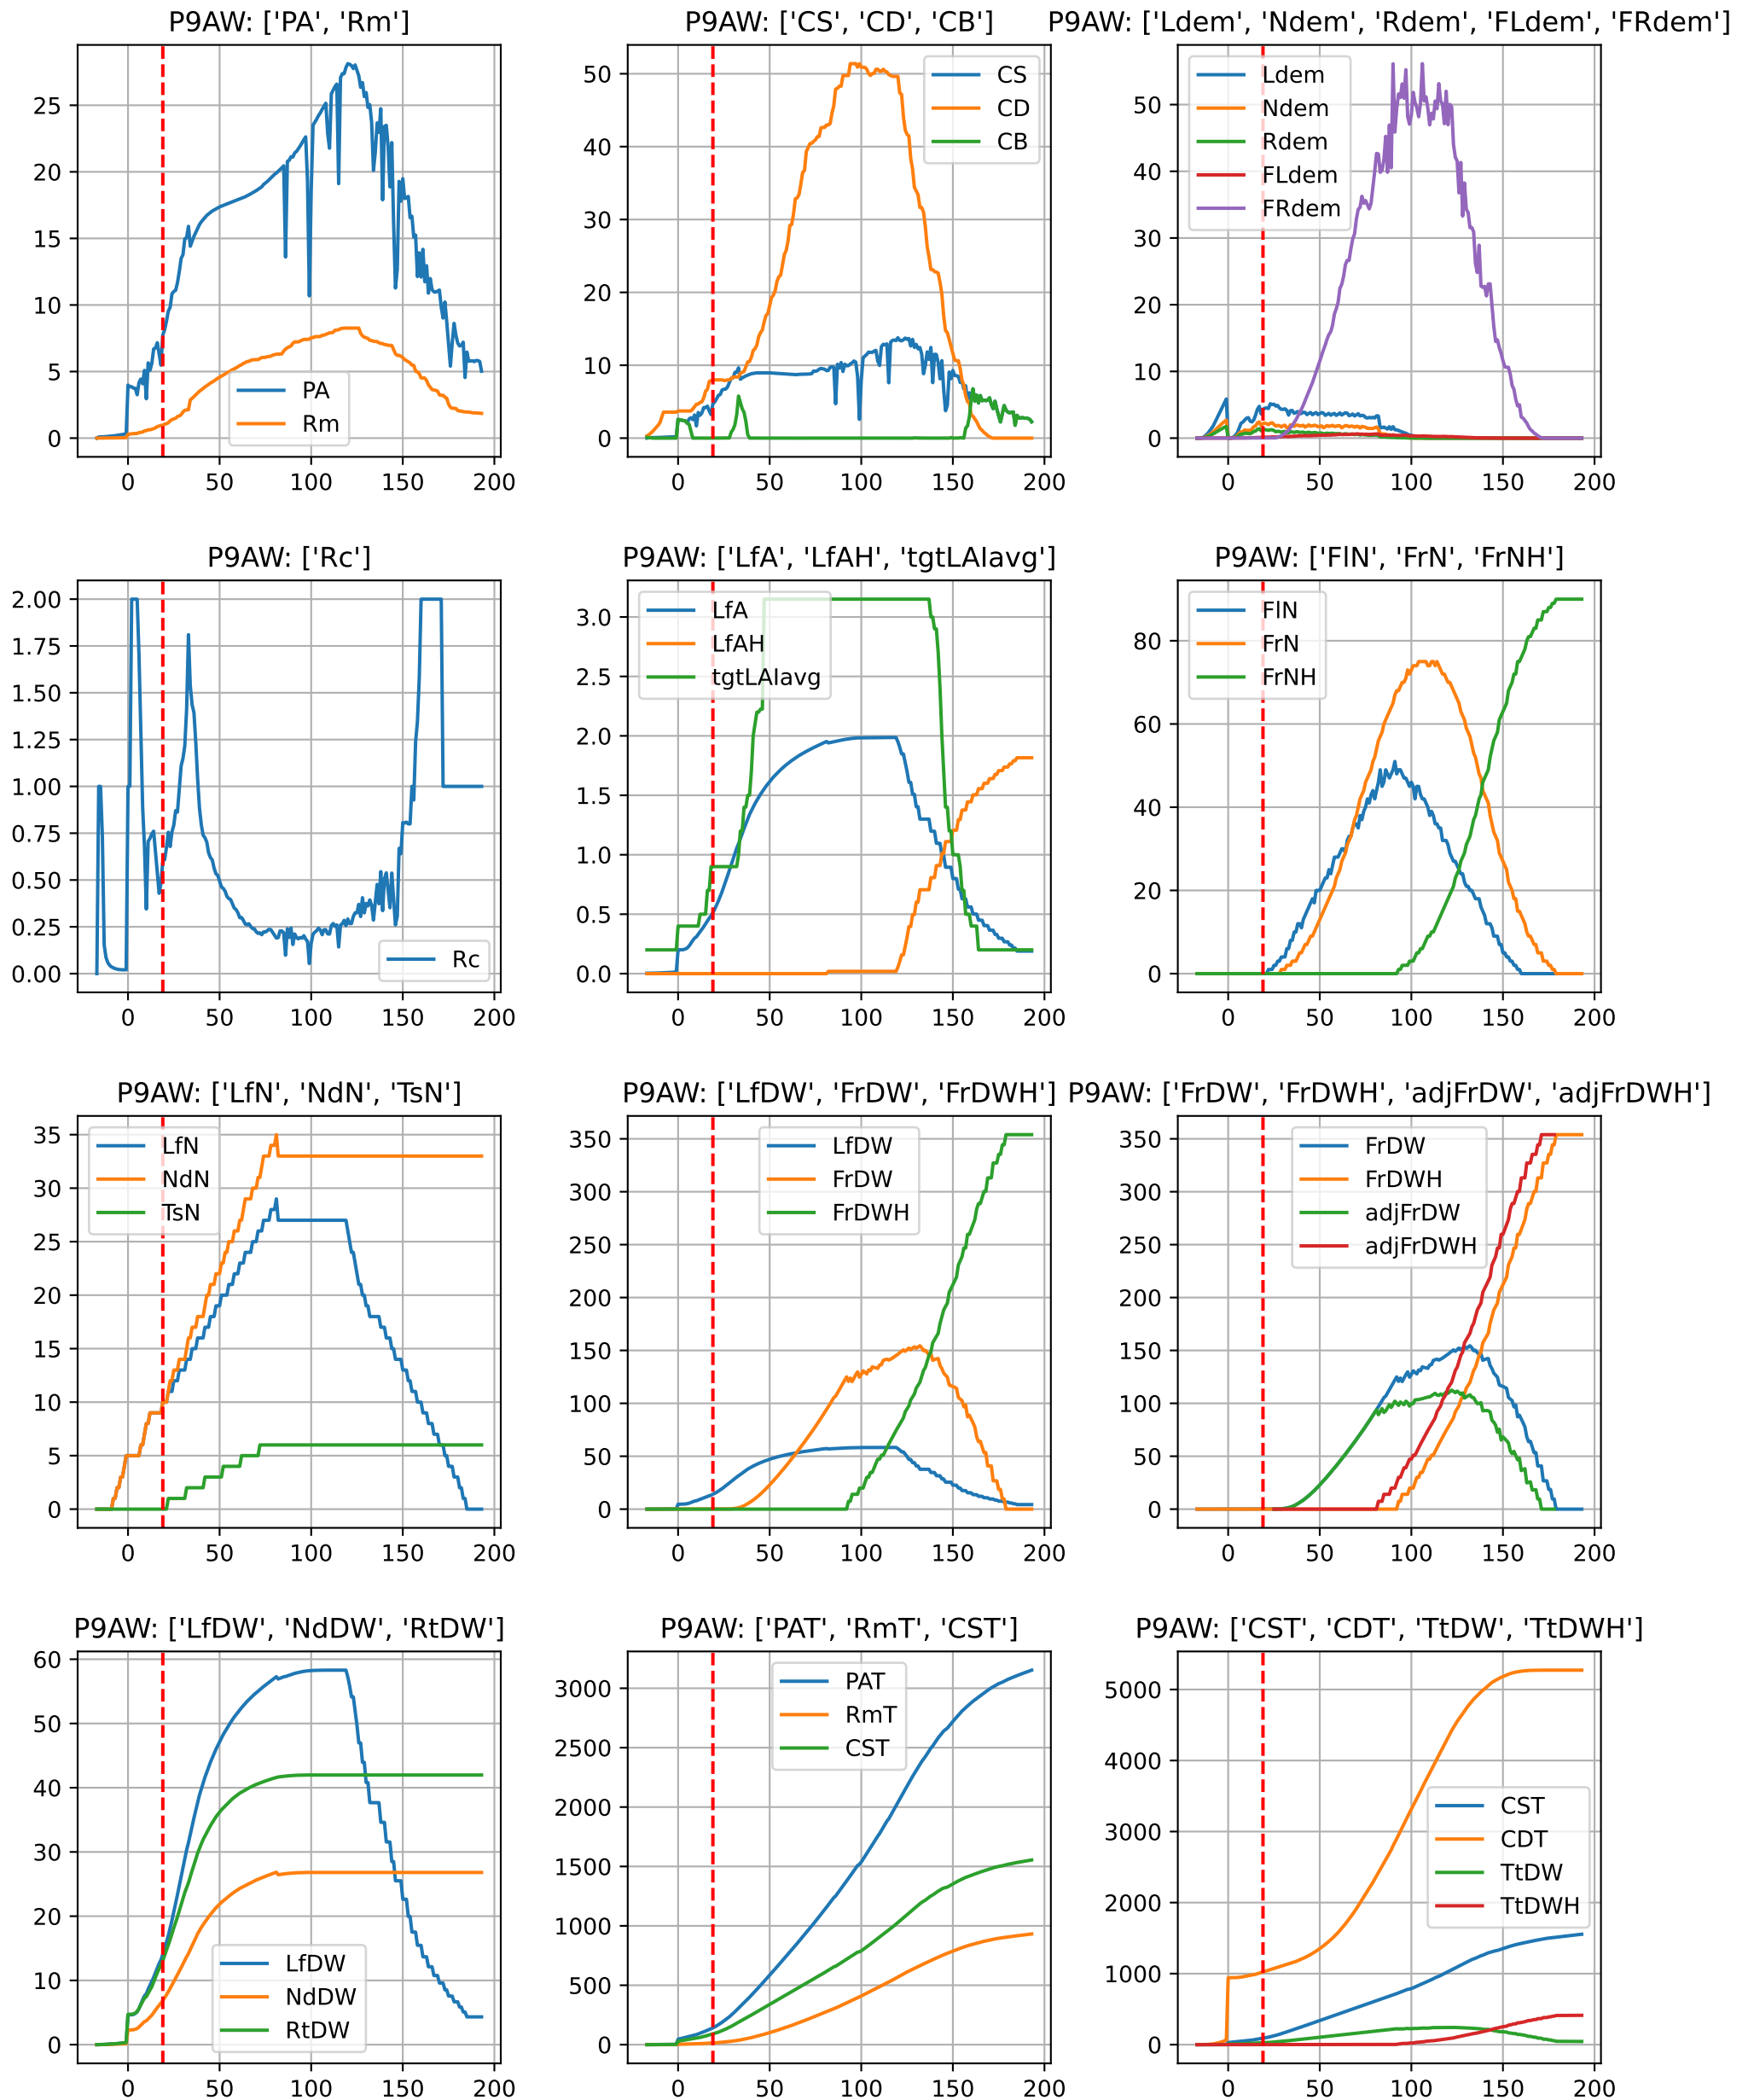 P9AW: ['PA', 'Rm']
25
20
15
10
5
0
PA
Rm
0 50 100 150 200
P9AW: ['CS', 'CD', 'CB']
50
40
30
20
10
0
CS
CD
CB
0 50 100 150 200
P9AW: ['Ldem', 'Ndem', 'Rdem', 'FLdem', 'FRdem']
50
40
30
20
10
0
Ldem
Ndem
Rdem
FLdem
FRdem
0 50 100 150 200
P9AW: ['Rc']
2.00
1.75
1.50
1.25
1.00
0.75
0.50
0.25
0.00
Rc
0 50 100 150 200
P9AW: ['LfA', 'LfAH', 'tgtLAIavg']
3.0
2.5
2.0
1.5
1.0
0.5
0.0
LfA
LfAH
tgtLAIavg
0 50 100 150 200
P9AW: ['FlN', 'FrN', 'FrNH']
80
60
40
20
0
FlN
FrN
FrNH
0 50 100 150 200
P9AW: ['LfN', 'NdN', 'TsN']
35
30
25
20
15
10
5
0
LfN
NdN
TsN
0 50 100 150 200
P9AW: ['LfDW', 'FrDW', 'FrDWH']
350
300
250
200
150
100
50
0
LfDW
FrDW
FrDWH
0 50 100 150 200
P9AW: ['FrDW', 'FrDWH', 'adjFrDW', 'adjFrDWH']
350
300
250
200
150
100
50
0
FrDW
FrDWH
adjFrDW
adjFrDWH
0 50 100 150 200
P9AW: ['LfDW', 'NdDW', 'RtDW']
60
50
40
30
20
10
0
LfDW
NdDW
RtDW
0 50 100 150 200
P9AW: ['PAT', 'RmT', 'CST']
3000
2500
2000
1500
1000
500
0
PAT
RmT
CST
0 50 100 150 200
P9AW: ['CST', 'CDT', 'TtDW', 'TtDWH']
5000
4000
3000
2000
1000
0
CST
CDT
TtDW
TtDWH
0 50 100 150 200